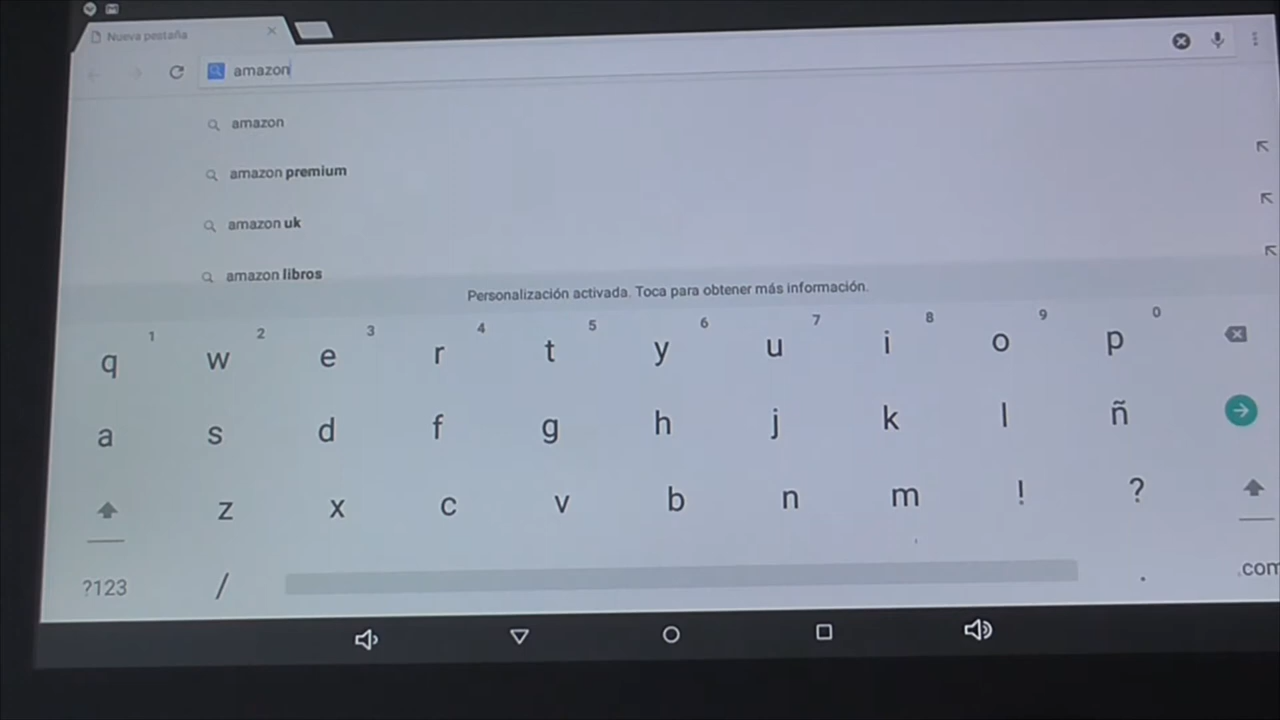 Nueva pestaña
amazon
amazon
amazon premium
amazon uk
amazon libros
Personalización activada. Toca para obtener más información.
1 2 3 4 5 6 7 8 9 0
q w e r t y u i o p
a s d f g h j k l ñ
z x c v b n m ! ?
?123 / . .com